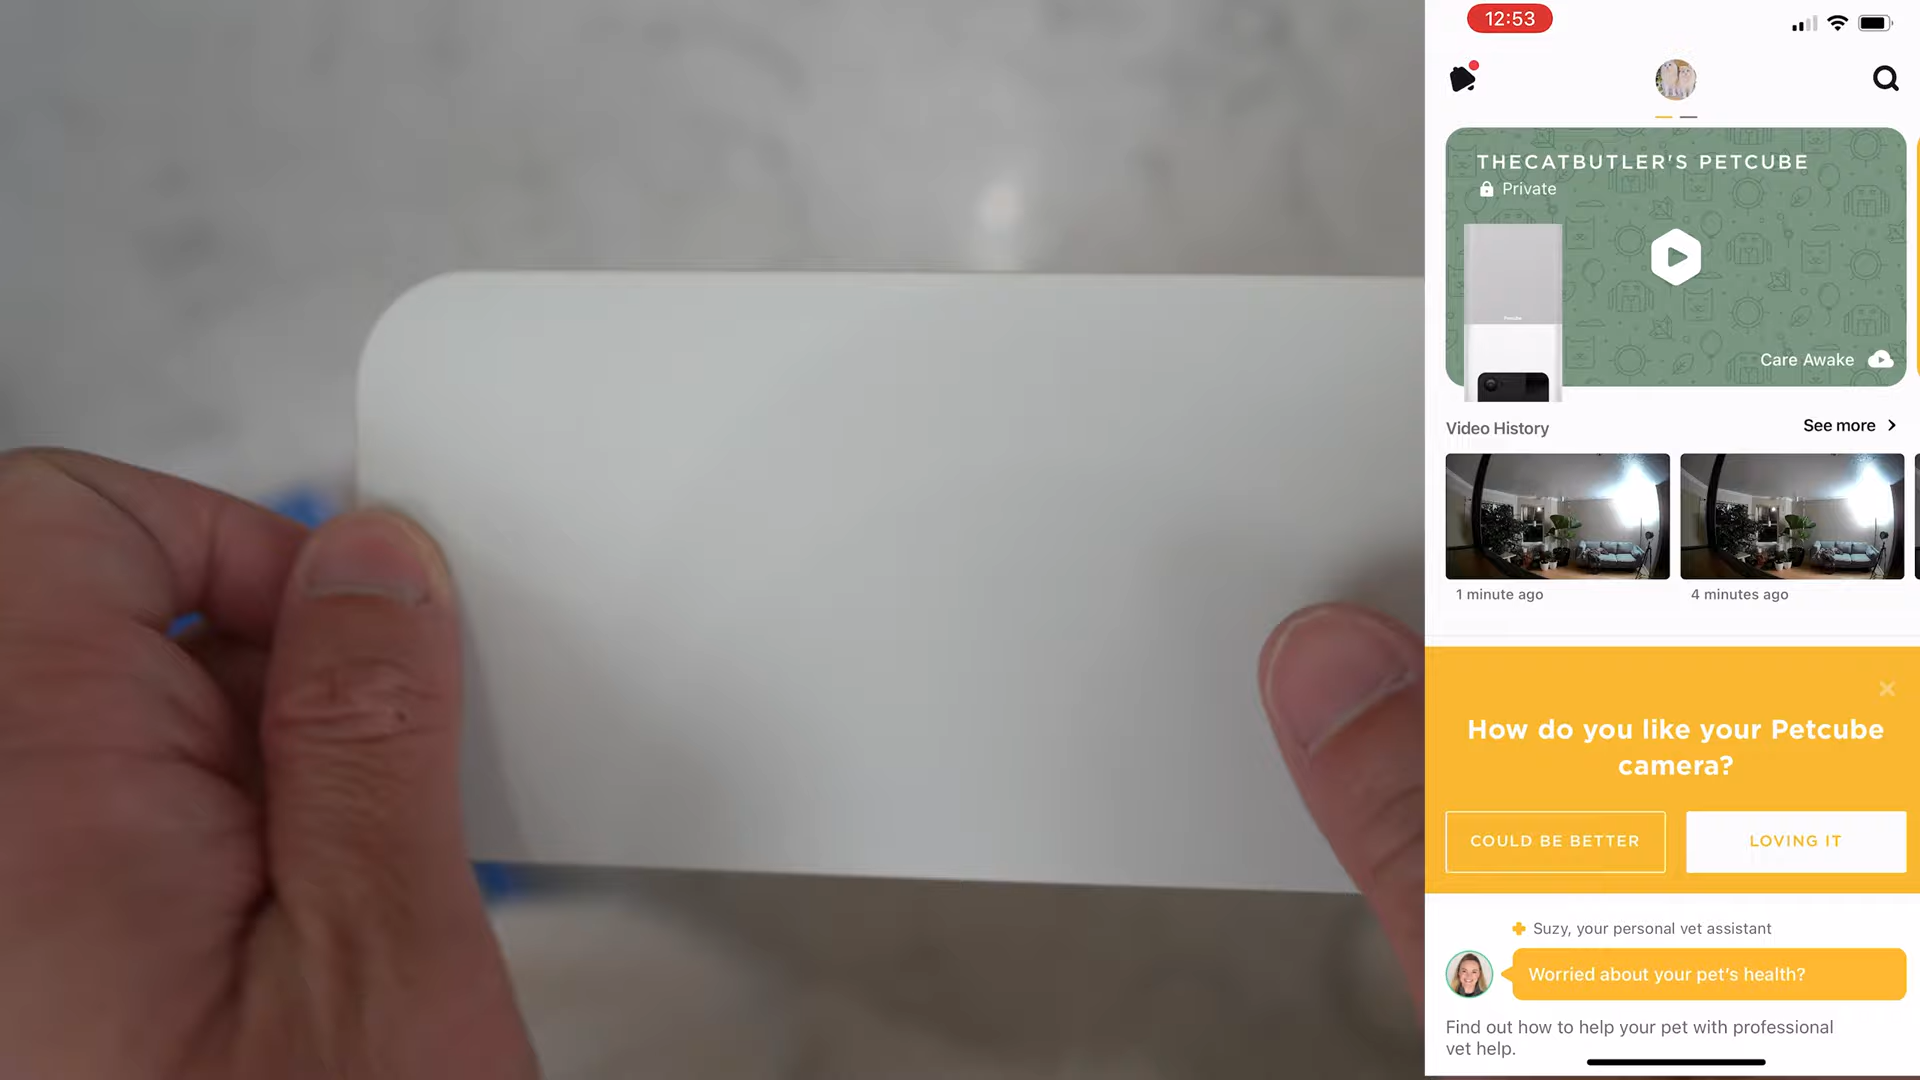 12:53
THECATBUTLER'S PETCUBE
Private
Petcube
Care Awake
Video History
See more
1 minute ago
4 minutes ago
How do you like your Petcube
camera?
COULD BE BETTER
LOVING IT
Suzy, your personal vet assistant
Worried about your pet's health?
Find out how to help your pet with professional
vet help.